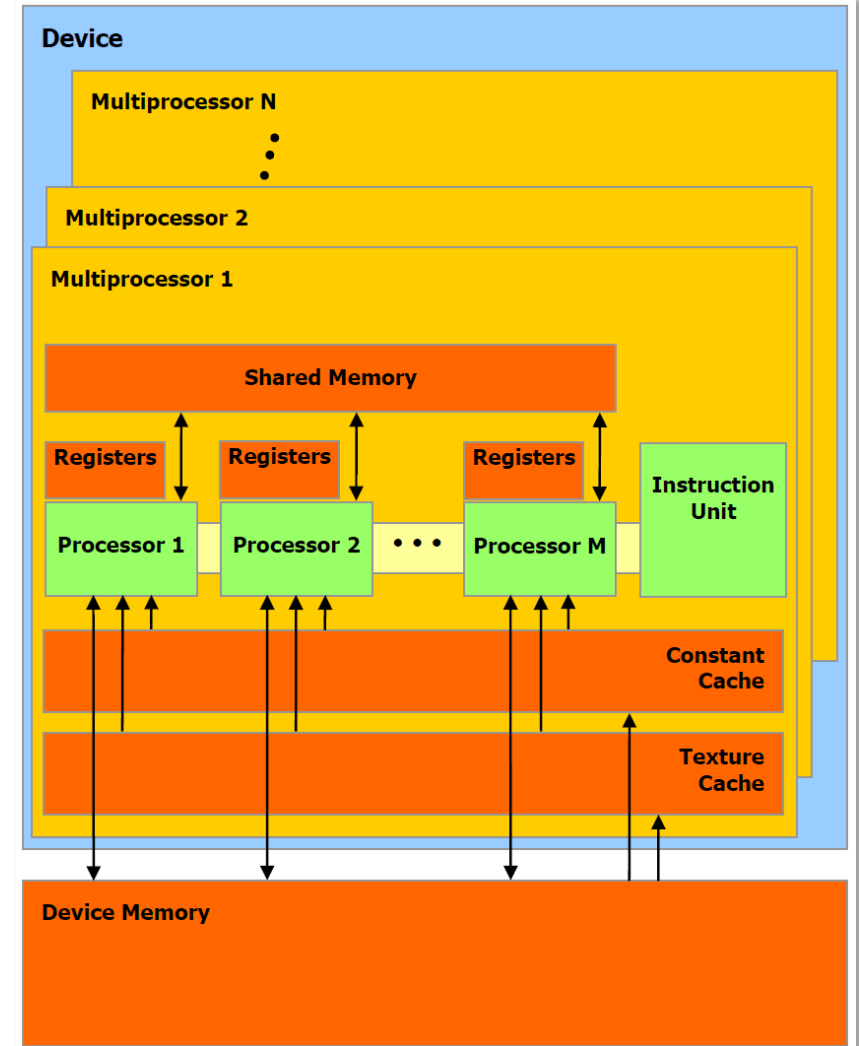 Device
Multiprocessor N
Multiprocessor 2
Multiprocessor 1
Shared Memory
Registers
Registers
Registers
Instruction
Unit
Processor 1
Processor 2
Processor M
Constant
Cache
Texture
Cache
Device Memory